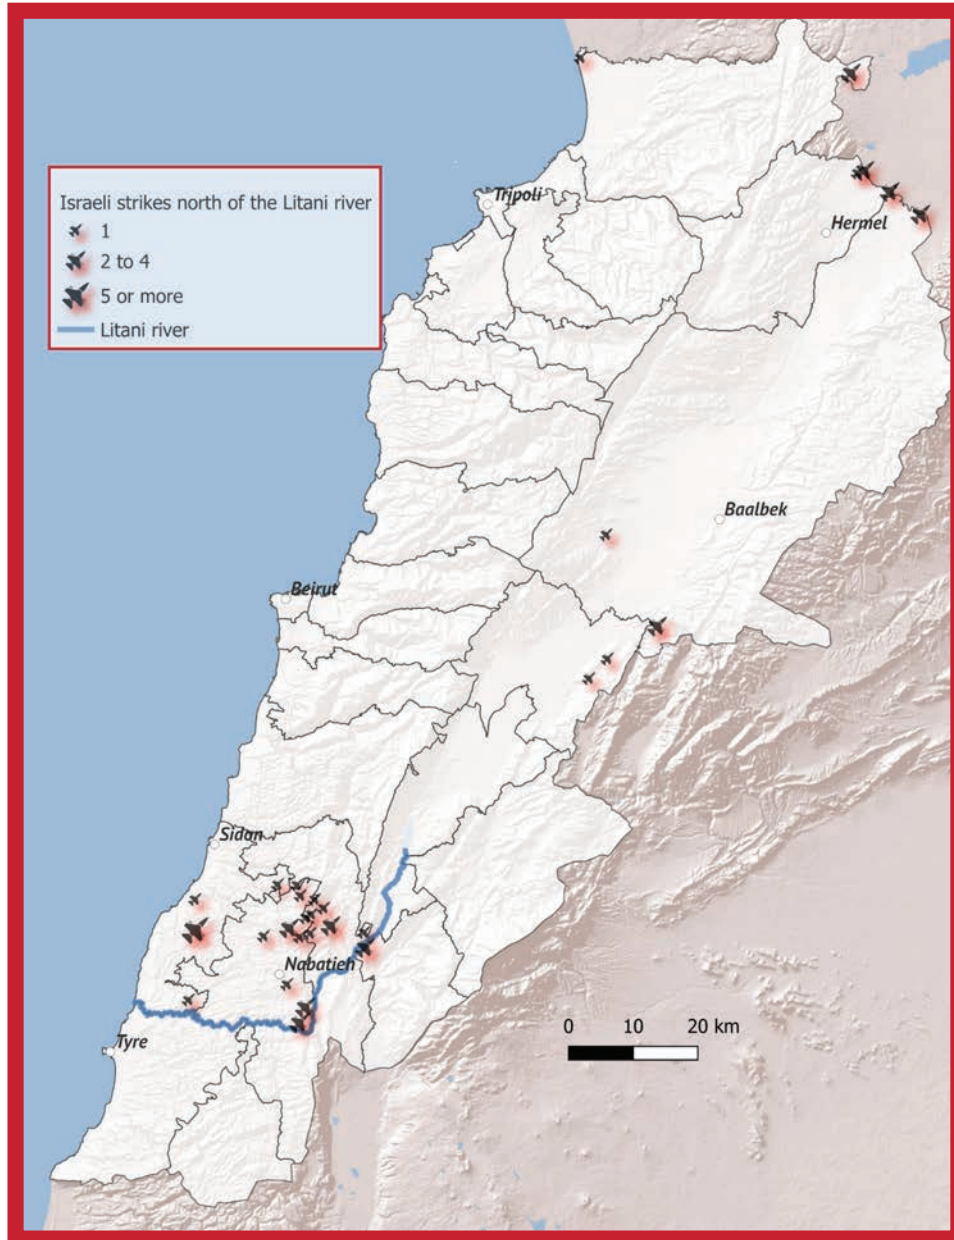 Israeli strikes north of the Litani river
1
2 to 4
5 or more
Litani river
Tripoli
Hermel
Baalbek
Beirut
Sidon
Nabatieh
Tyre
0 10 20 km